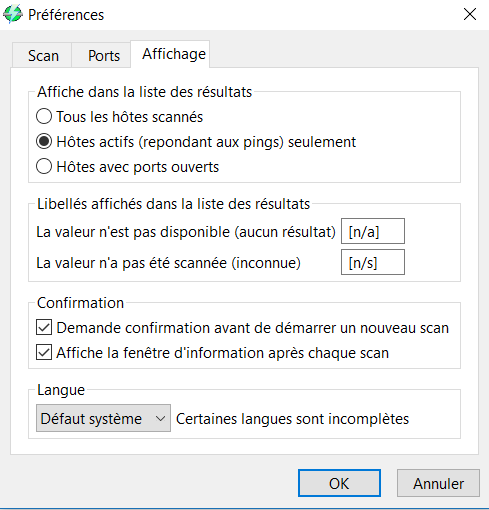 Préférences
Scan Ports Affichage
Affiche dans la liste des résultats
Tous les hôtes scannés
Hôtes actifs (repondant aux pings) seulement
Hôtes avec ports ouverts
Libellés affichés dans la liste des résultats
La valeur n'est pas disponible (aucun résultat) [n/a]
La valeur n'a pas été scannée (inconnue) [n/s]
Confirmation
Demande confirmation avant de démarrer un nouveau scan
Affiche la fenêtre d'information après chaque scan
Langue
Défaut système Certaines langues sont incomplètes
OK Annuler